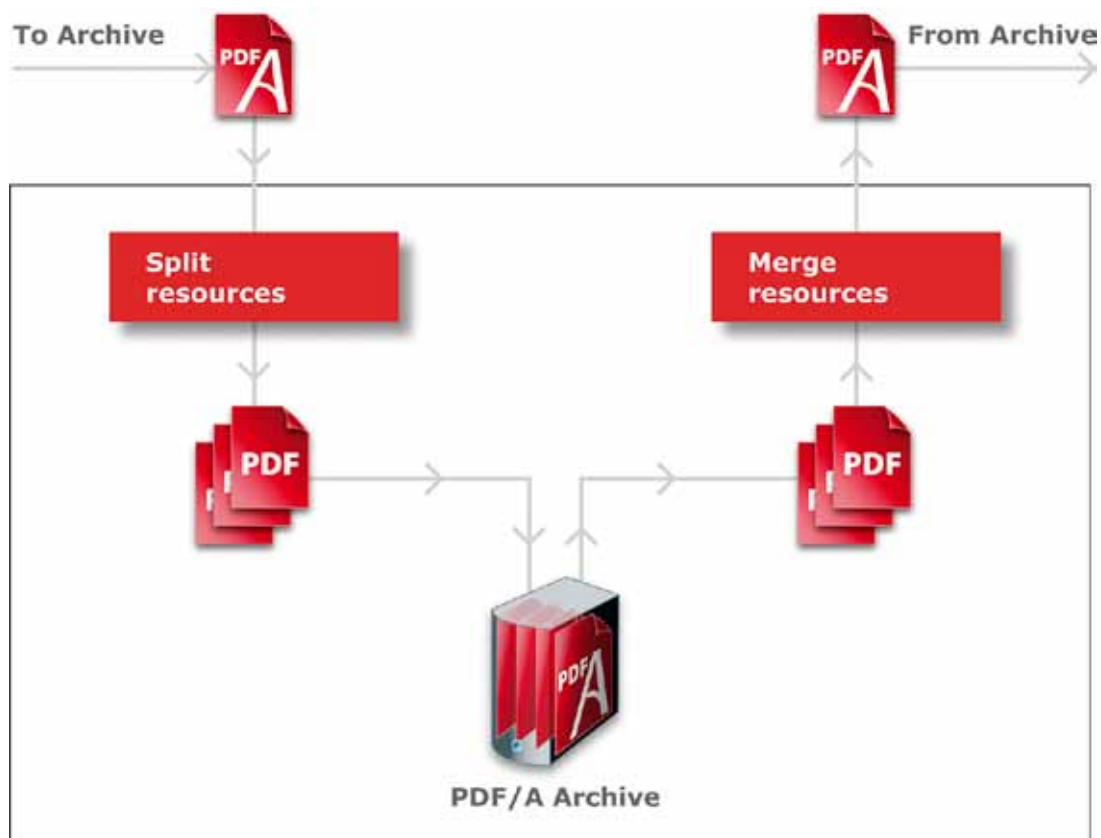 To Archive
PDF
A
From Archive
PDF
A
Split
resources
Merge
resources
PDF
P
P
PDF
P
P
PDF
A
PDF/A Archive